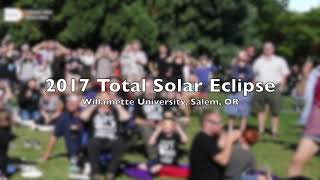 2017 Total Solar Eclipse
Willamette University, Salem, OR